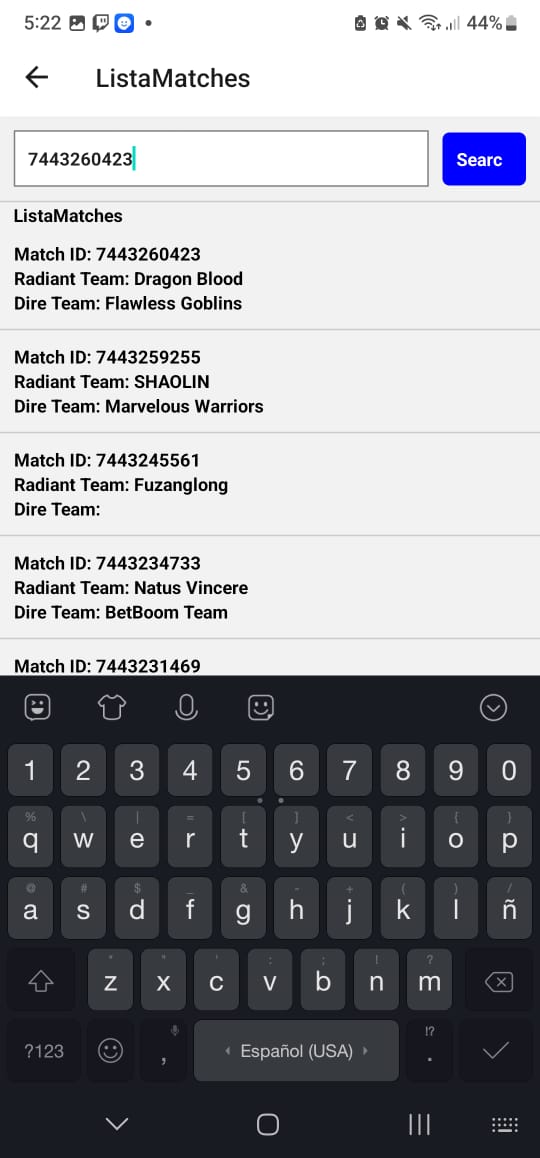 5:22 44%
ListaMatches
7443260423 Searc
ListaMatches
Match ID: 7443260423
Radiant Team: Dragon Blood
Dire Team: Flawless Goblins
Match ID: 7443259255
Radiant Team: SHAOLIN
Dire Team: Marvelous Warriors
Match ID: 7443245561
Radiant Team: Fuzanglong
Dire Team:
Match ID: 7443234733
Radiant Team: Natus Vincere
Dire Team: BetBoom Team
Match ID: 7443231469
1 2 3 4 5 6 7 8 9 0
% \ | = [ ] < > { }
q w e r t y u i o p
@ # $ _ & - + ( ) /
a s d f g h j k l ñ
* " ' : ; ! ?
z x c v b n m
!?
?123 , Español (USA) .